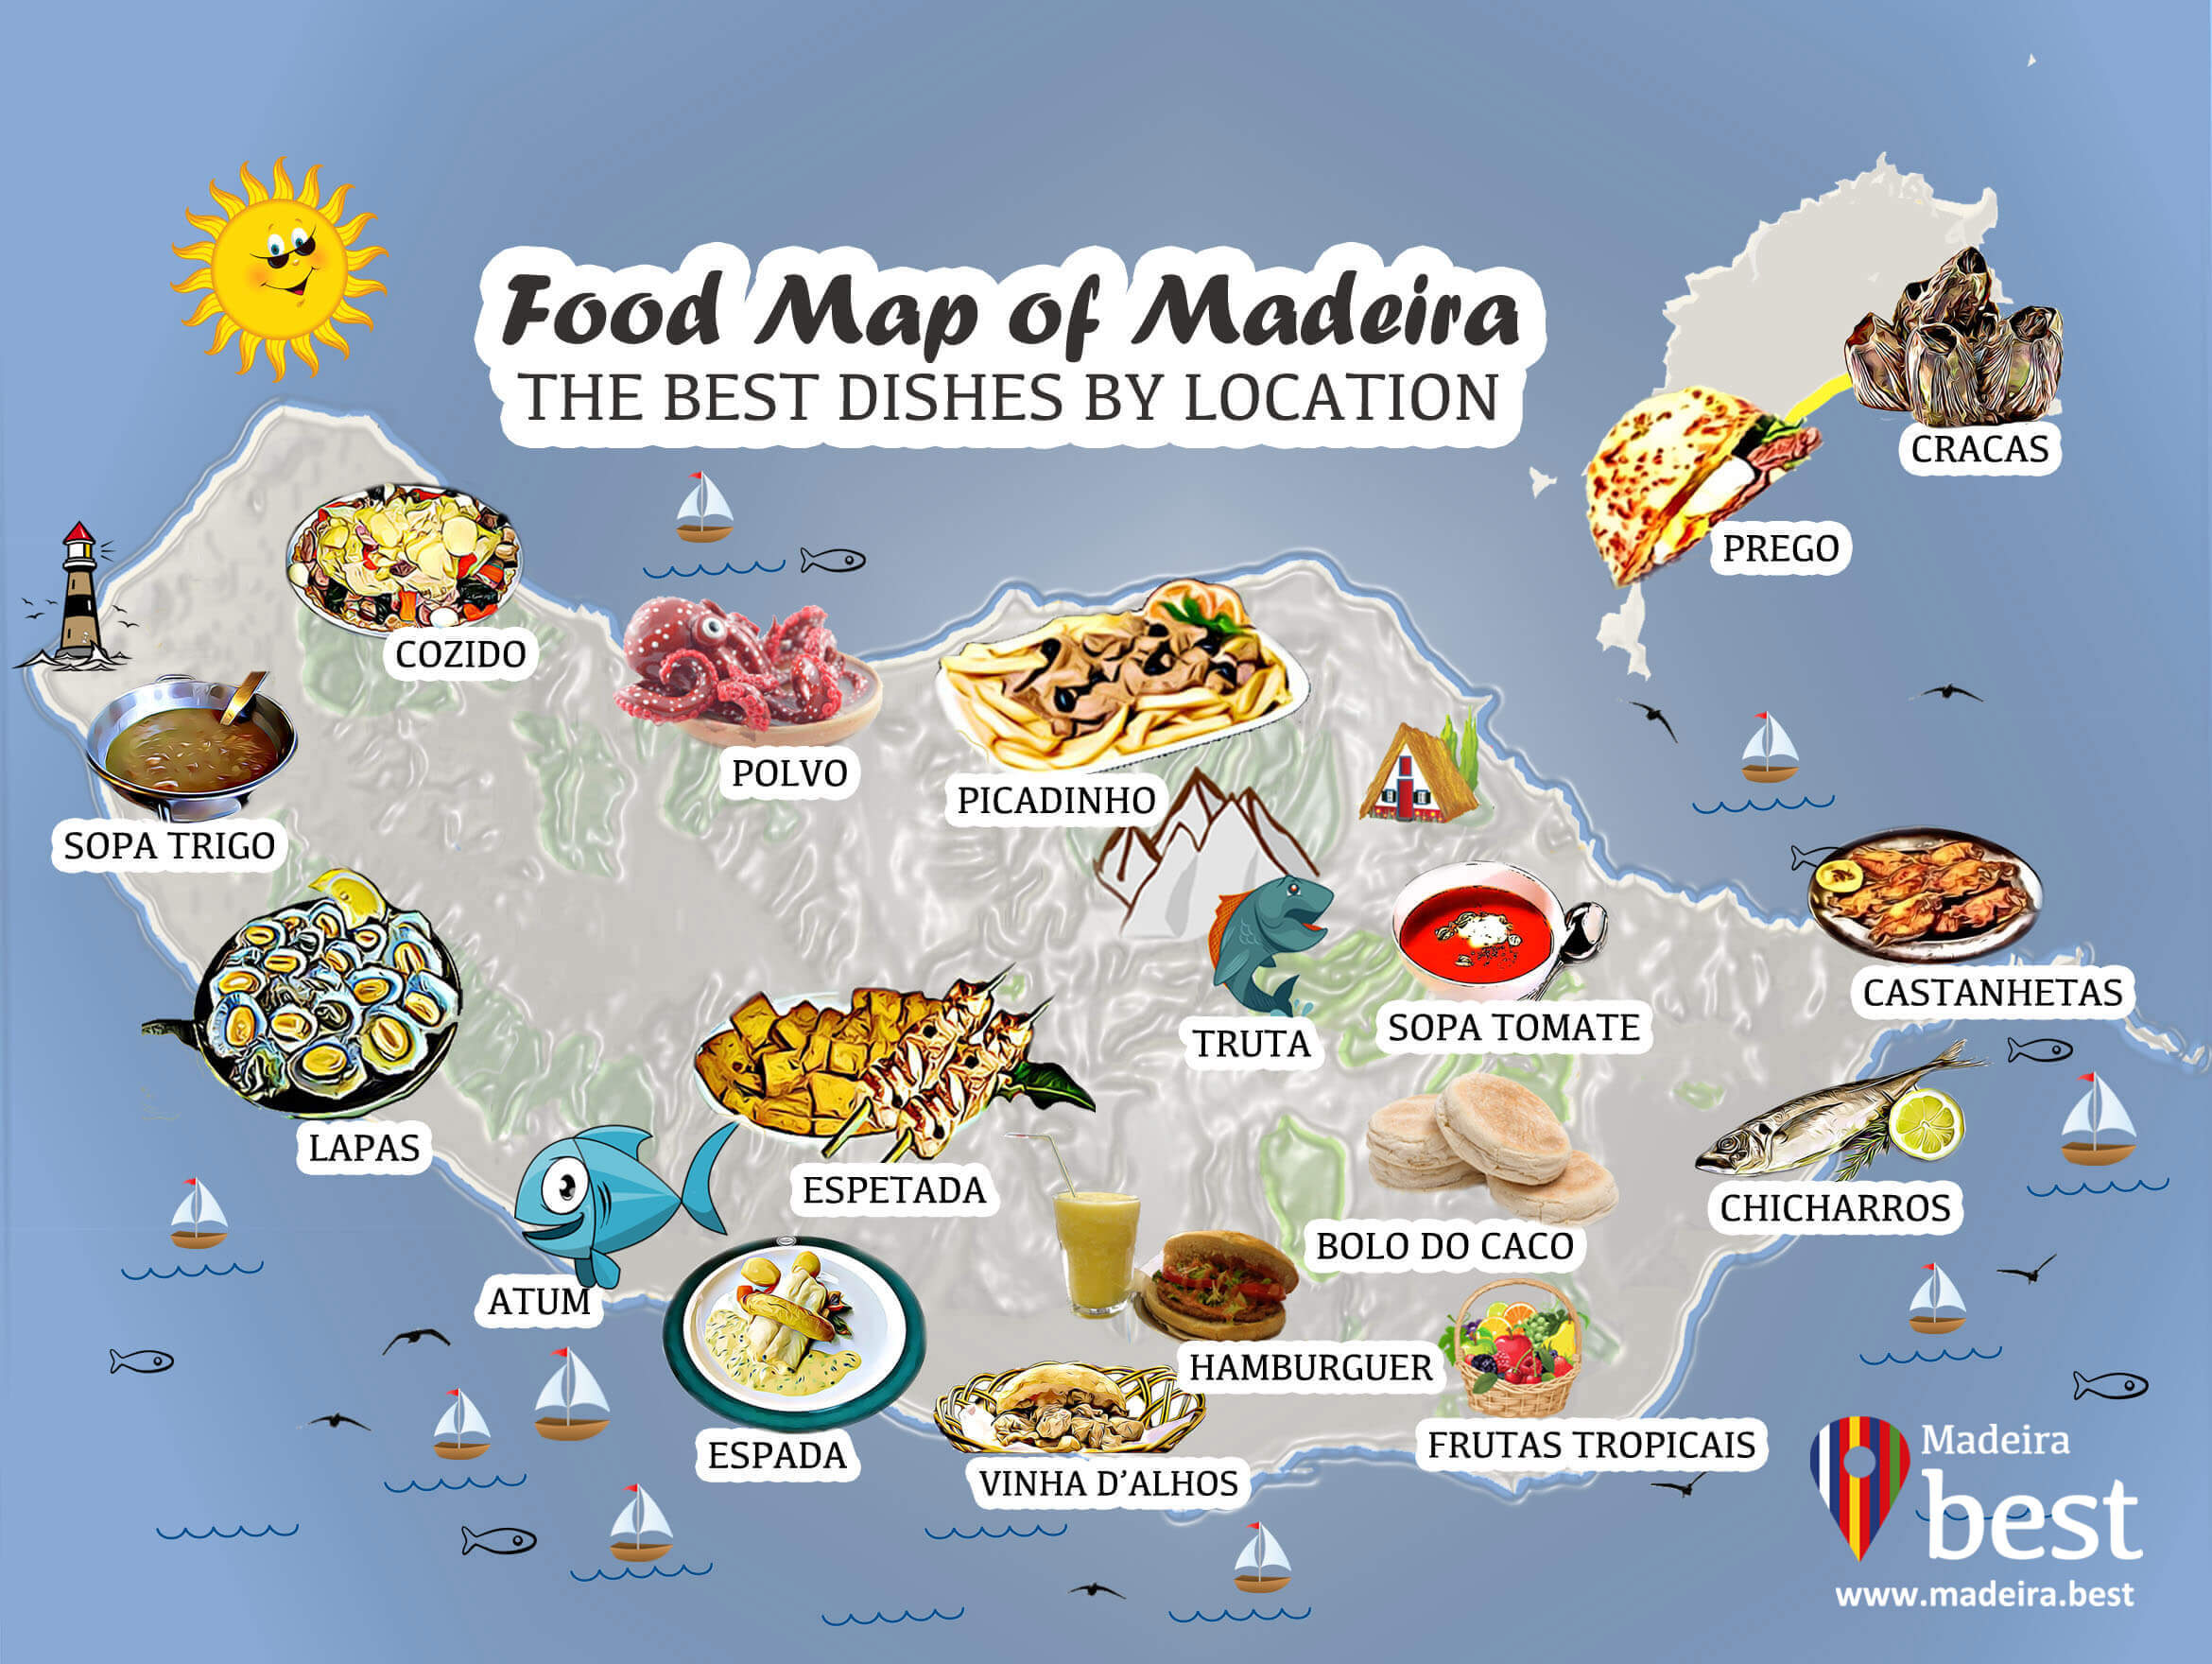 Food Map of Madeira
THE BEST DISHES BY LOCATION
CRACAS
PREGO
COZIDO
POLVO
PICADINHO
SOPA TRIGO
CASTANHETAS
SOPA TOMATE
TRUTA
LAPAS
ESPETADA
CHICHARROS
BOLO DO CACO
ATUM
HAMBURGUER
FRUTAS TROPICAIS
ESPADA
VINHA D’ALHOS
Madeira
best
www.madeira.best